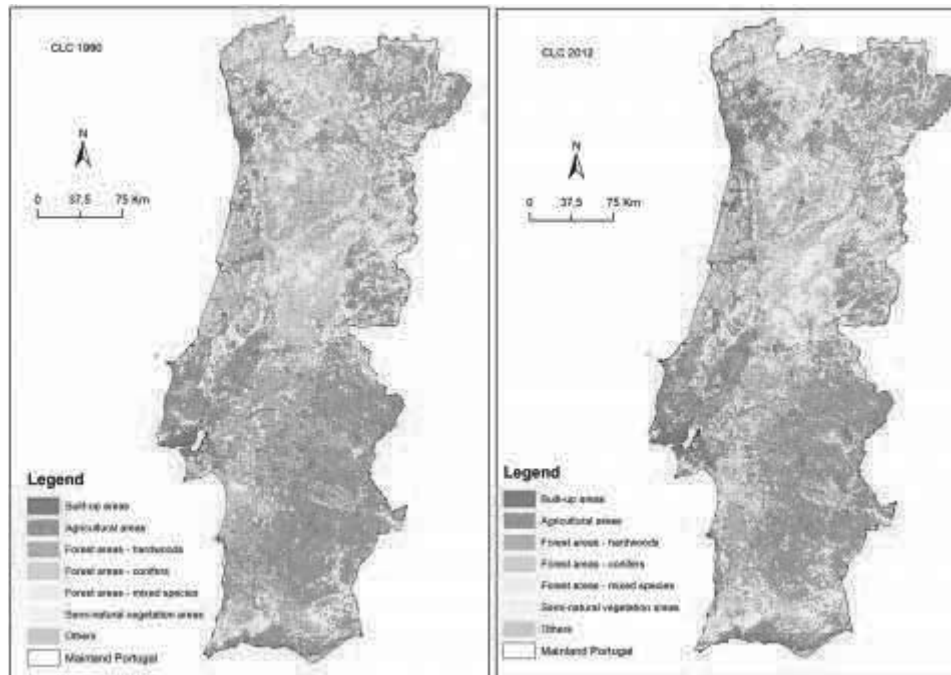 CLC 1990
N
0 37,5 75 Km
Legend
Built-up areas
Agricultural areas
Forest areas - hardwoods
Forest areas - conifers
Forest areas - mixed species
Semi-natural vegetation areas
Others
Mainland Portugal
CLC 2012
N
0 37,5 75 Km
Legend
Built-up areas
Agricultural areas
Forest areas - hardwoods
Forest areas - conifers
Forest areas - mixed species
Semi-natural vegetation areas
Others
Mainland Portugal